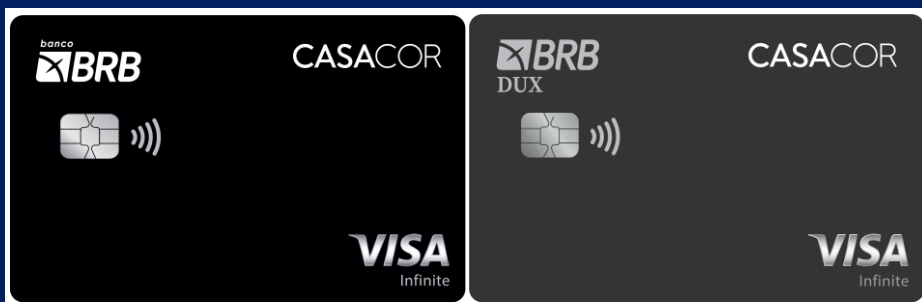 banco
BRB
CASACOR
VISA
Infinite
BRB
DUX
CASACOR
VISA
Infinite